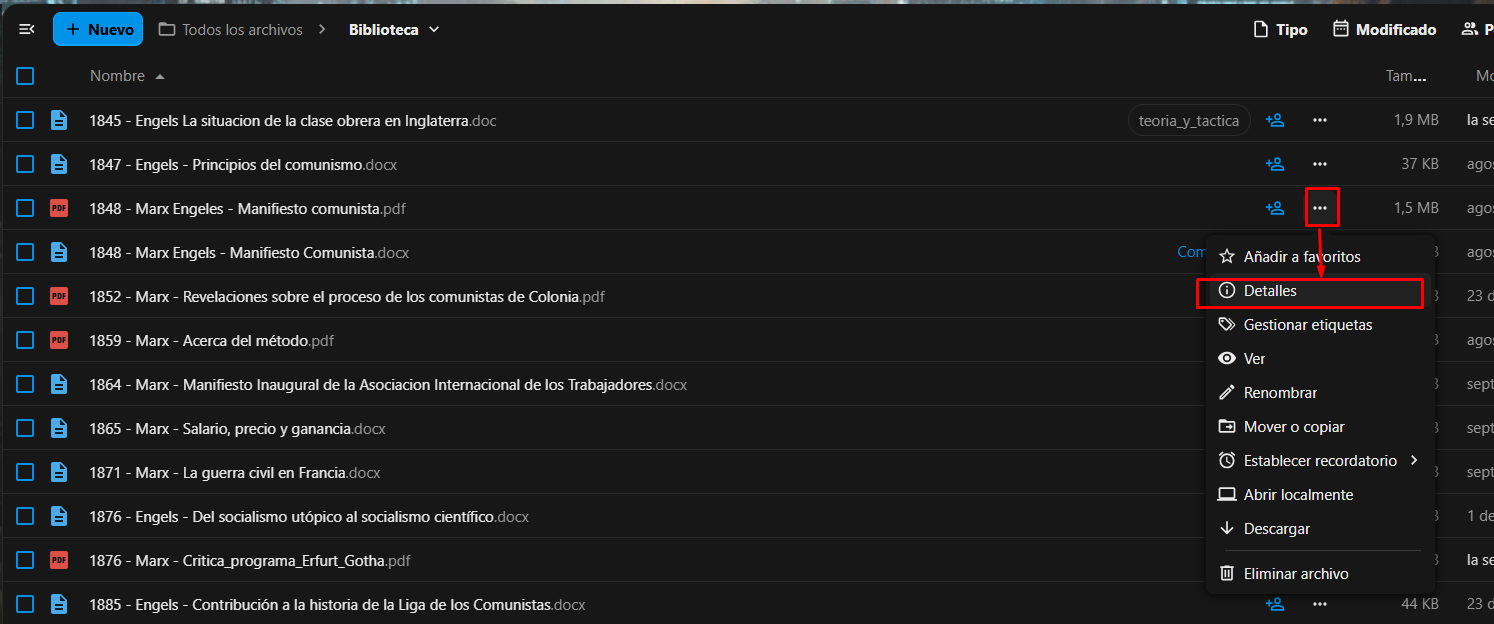 Nuevo Todos los archivos Biblioteca Tipo Modificado P
Nombre Tam... Mo
1845 - Engels La situacion de la clase obrera en Inglaterra.doc teoria_y_tactica 1,9 MB la se
1847 - Engels - Principios del comunismo.docx 37 KB agos
1848 - Marx Engeles - Manifiesto comunista.pdf 1,5 MB agos
1848 - Marx Engels - Manifiesto Comunista.docx Com agos
Añadir a favoritos
1852 - Marx - Revelaciones sobre el proceso de los comunistas de Colonia.pdf 23 d
Detalles
Gestionar etiquetas
1859 - Marx - Acerca del método.pdf agos
Ver
1864 - Marx - Manifiesto Inaugural de la Asociacion Internacional de los Trabajadores.docx sept
Renombrar
1865 - Marx - Salario, precio y ganancia.docx sept
Mover o copiar
1871 - Marx - La guerra civil en Francia.docx sept
Establecer recordatorio
Abrir localmente
1876 - Engels - Del socialismo utópico al socialismo científico.docx 1 de
Descargar
1876 - Marx - Critica_programa_Erfurt_Gotha.pdf la se
Eliminar archivo
1885 - Engels - Contribución a la historia de la Liga de los Comunistas.docx 44 KB 23 d